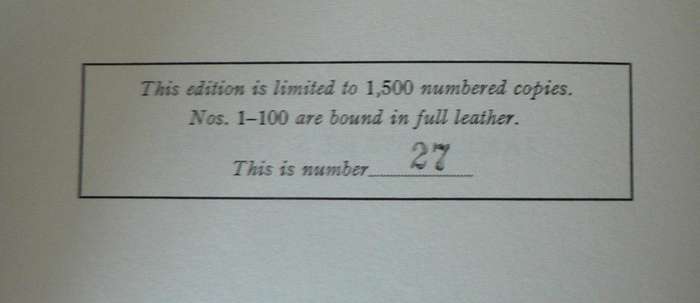 This edition is limited to 1,500 numbered copies.
Nos. 1–100 are bound in full leather.
This is number 27